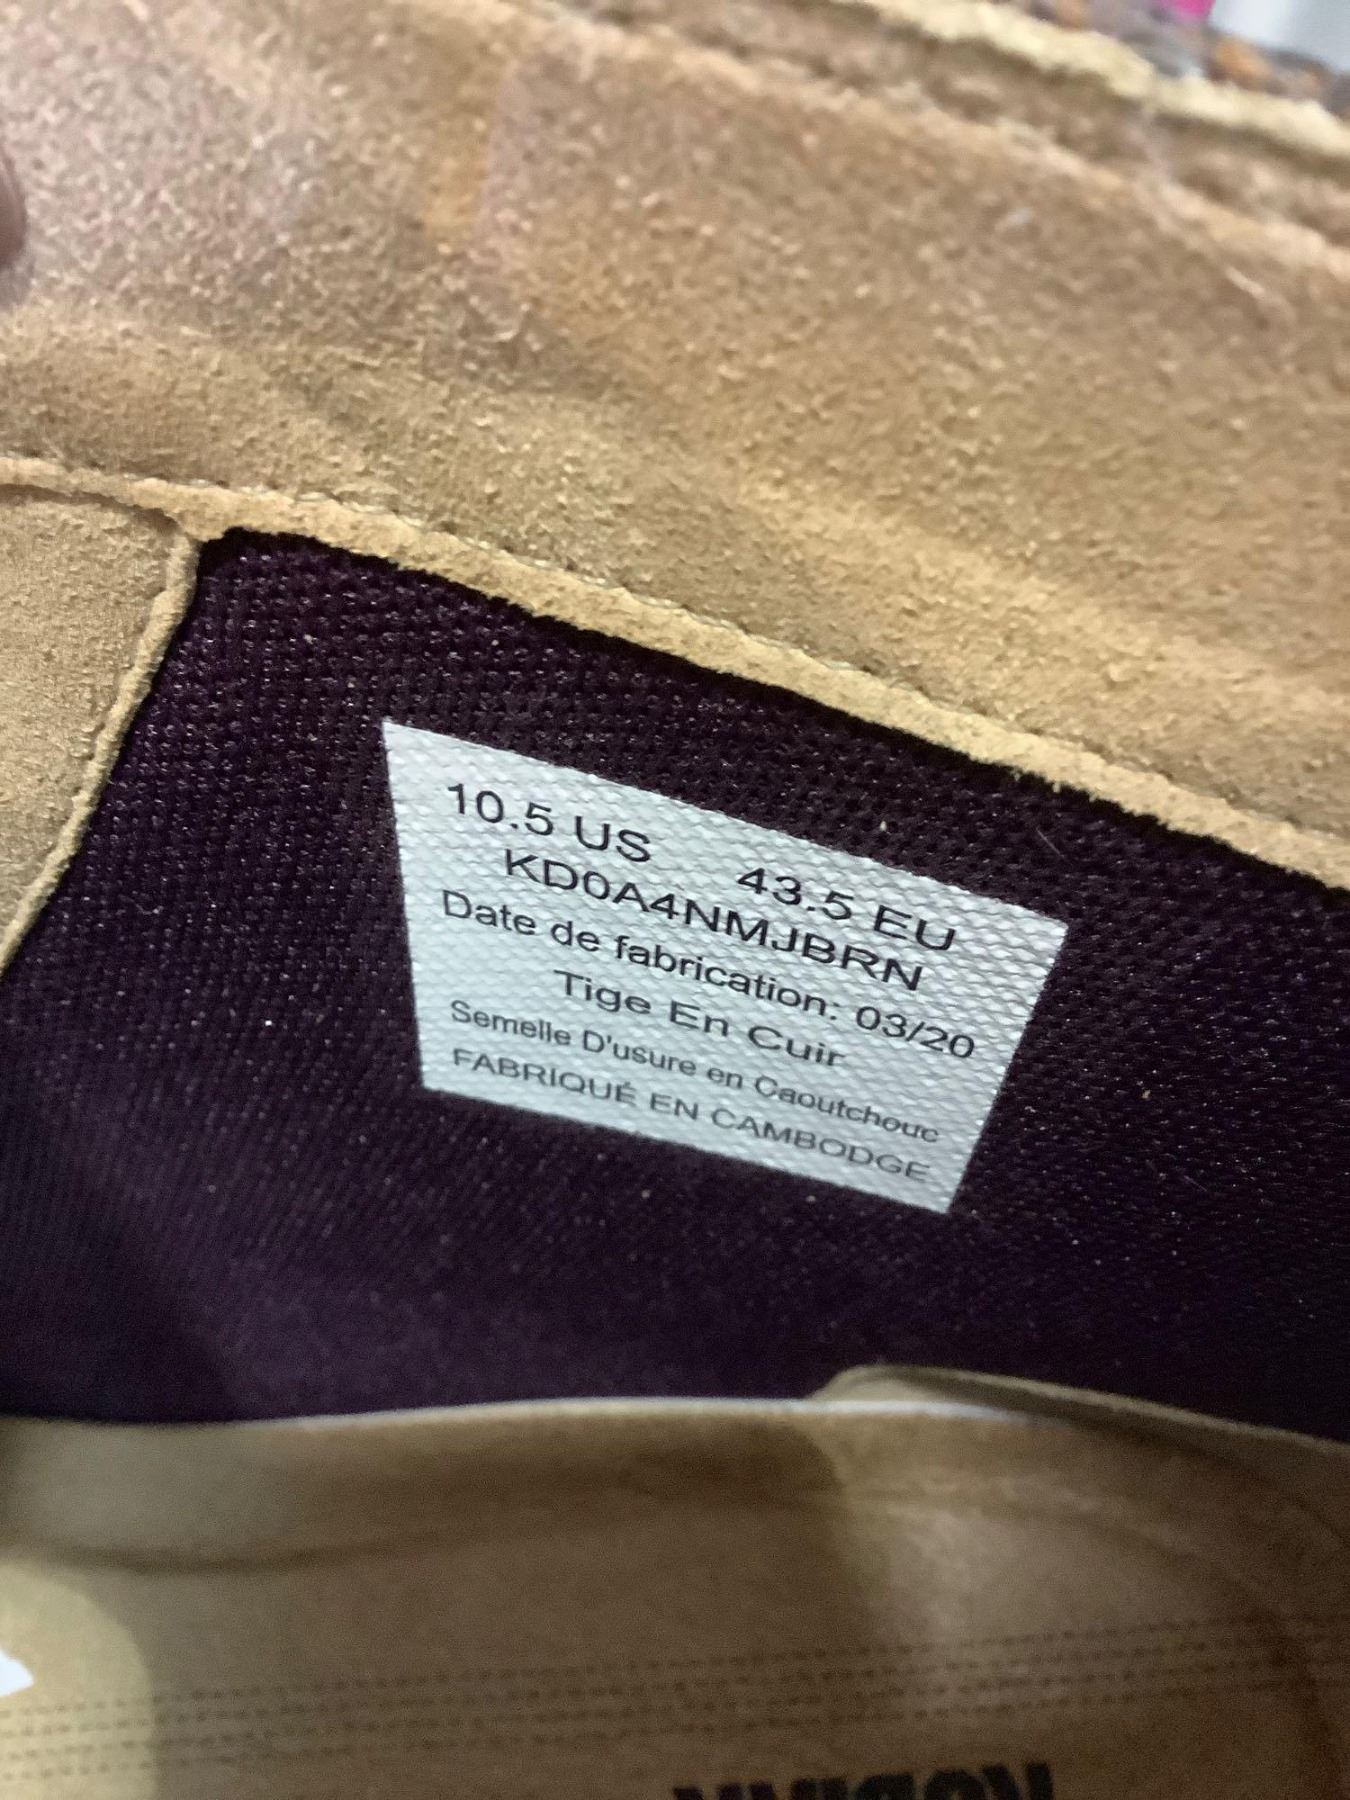 10.5 US 43.5 EU
KD0A4NMJBRN
Date de fabrication: 03/20
Tige En Cuir
Semelle D'usure en Caoutchouc
FABRIQUÉ EN CAMBODGE